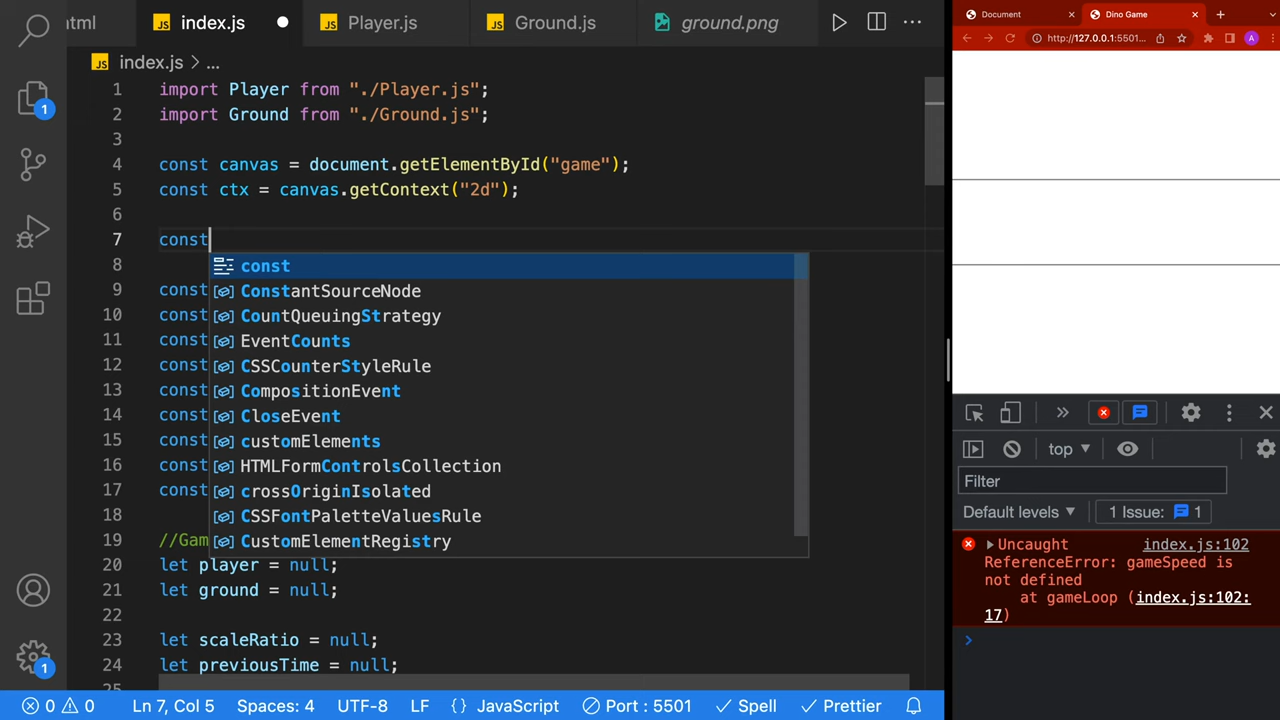 html
JS index.js
JS Player.js
JS Ground.js
ground.png
Document
Dino Game
JS index.js > ...
http://127.0.0.1:5501...
A
1 import Player from "./Player.js";
2 import Ground from "./Ground.js";
3
4 const canvas = document.getElementById("game");
5 const ctx = canvas.getContext("2d");
6
7 const
8 const
9 const ConstantSourceNode
10 const CountQueuingStrategy
11 const EventCounts
12 const CSSCounterStyleRule
13 const CompositionEvent
14 const CloseEvent
15 const customElements
16 const HTMLFormControlsCollection
17 const crossOriginIsolated
18 CSSFontPaletteValuesRule
19 //Gam CustomElementRegistry
20 let player = null;
21 let ground = null;
22
23 let scaleRatio = null;
24 let previousTime = null;
25
1
1
top
Filter
Default levels
1 Issue: 1
Uncaught index.js:102
ReferenceError: gameSpeed is
not defined
at gameLoop (index.js:102:
17)
0 0
Ln 7, Col 5
Spaces: 4
UTF-8
LF
{} JavaScript
Port : 5501
Spell
Prettier